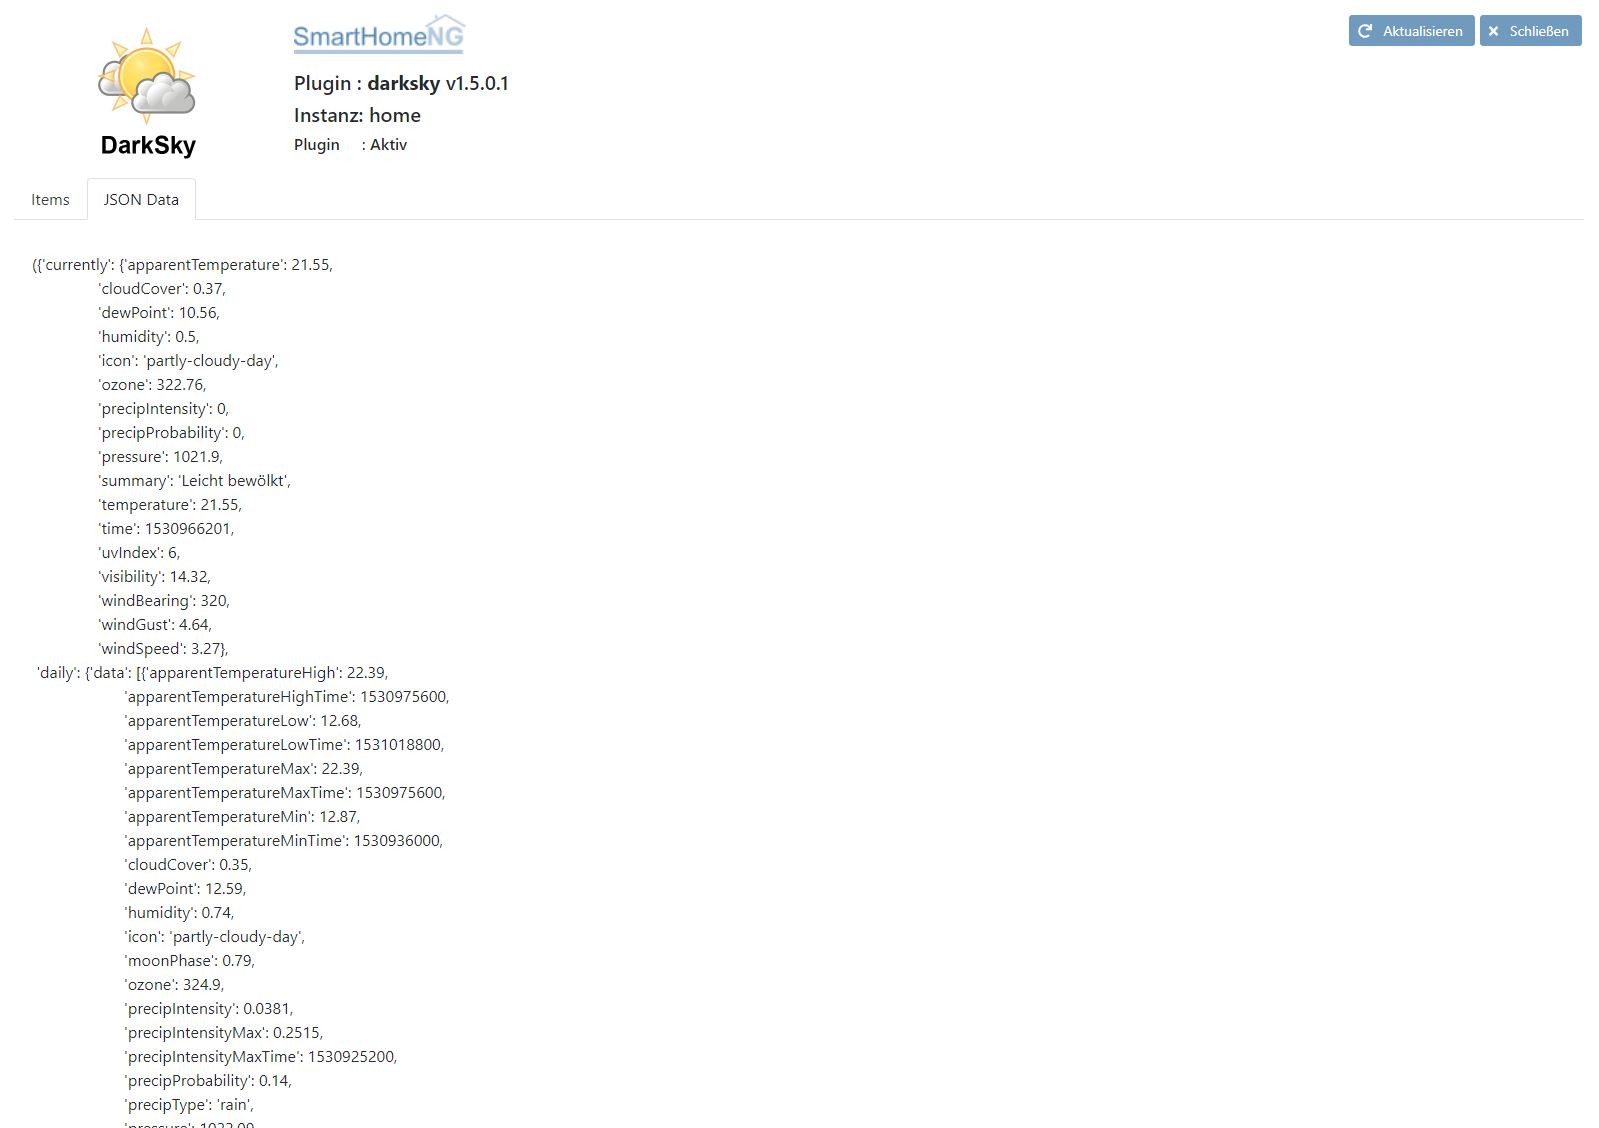 DarkSky
SmartHomeNG
Plugin : darksky v1.5.0.1
Instanz: home
Plugin : Aktiv
Aktualisieren
Schließen
Items
JSON Data
({'currently': {'apparentTemperature': 21.55,
'cloudCover': 0.37,
'dewPoint': 10.56,
'humidity': 0.5,
'icon': 'partly-cloudy-day',
'ozone': 322.76,
'precipIntensity': 0,
'precipProbability': 0,
'pressure': 1021.9,
'summary': 'Leicht bewölkt',
'temperature': 21.55,
'time': 1530966201,
'uvIndex': 6,
'visibility': 14.32,
'windBearing': 320,
'windGust': 4.64,
'windSpeed': 3.27},
'daily': {'data': [{'apparentTemperatureHigh': 22.39,
'apparentTemperatureHighTime': 1530975600,
'apparentTemperatureLow': 12.68,
'apparentTemperatureLowTime': 1531018800,
'apparentTemperatureMax': 22.39,
'apparentTemperatureMaxTime': 1530975600,
'apparentTemperatureMin': 12.87,
'apparentTemperatureMinTime': 1530936000,
'cloudCover': 0.35,
'dewPoint': 12.59,
'humidity': 0.74,
'icon': 'partly-cloudy-day',
'moonPhase': 0.79,
'ozone': 324.9,
'precipIntensity': 0.0381,
'precipIntensityMax': 0.2515,
'precipIntensityMaxTime': 1530925200,
'precipProbability': 0.14,
'precipType': 'rain',
'pressure':